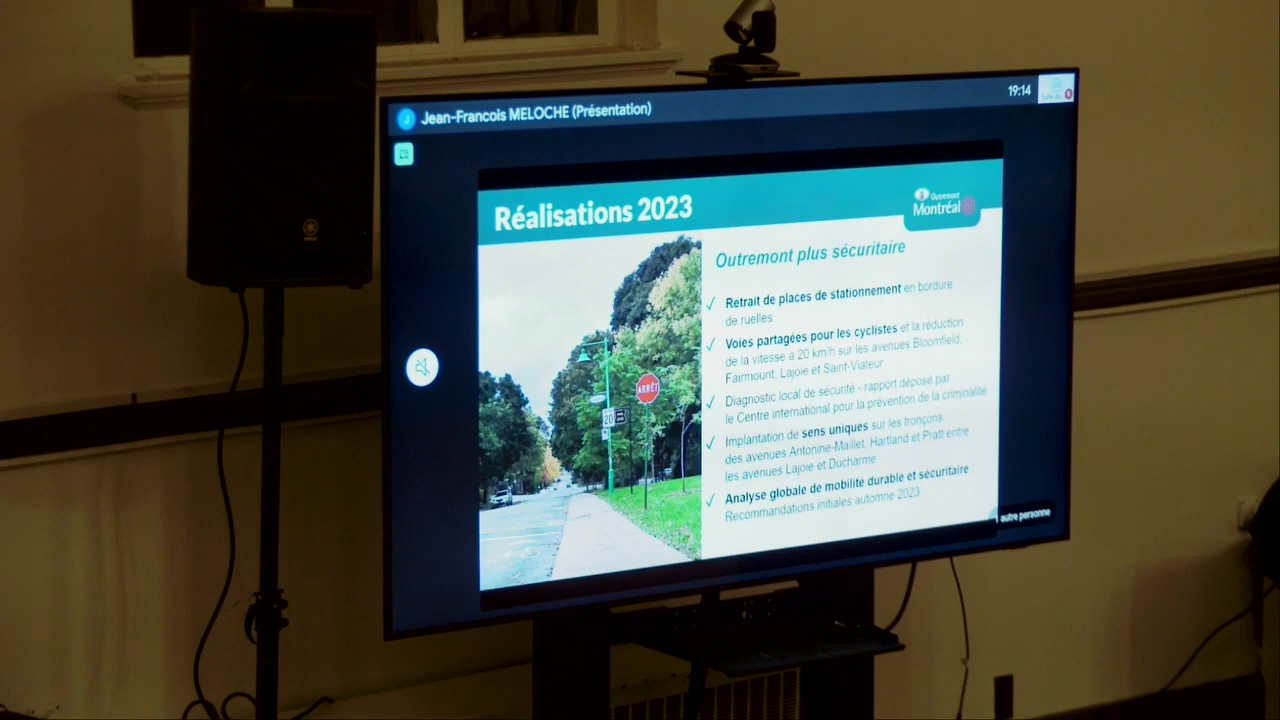 Jean-Francois MELOCHE (Présentation)
19:14
Réalisations 2023
Outremont
Montréal
Outremont plus sécuritaire
✓ Retrait de places de stationnement en bordure
de ruelles
✓ Voies partagées pour les cyclistes et la réduction
de la vitesse à 20 km/h sur les avenues Bloomfield,
Fairmount, Lajoie et Saint-Viateur
✓ Diagnostic local de sécurité - rapport déposé par
le Centre international pour la prévention de la criminalité
✓ Implantation de sens uniques sur les tronçons
des avenues Antonine-Maillet, Hartland et Pratt entre
les avenues Lajoie et Ducharme
✓ Analyse globale de mobilité durable et sécuritaire
Recommandations initiales automne 2023
ARRÊT
20
autre personne